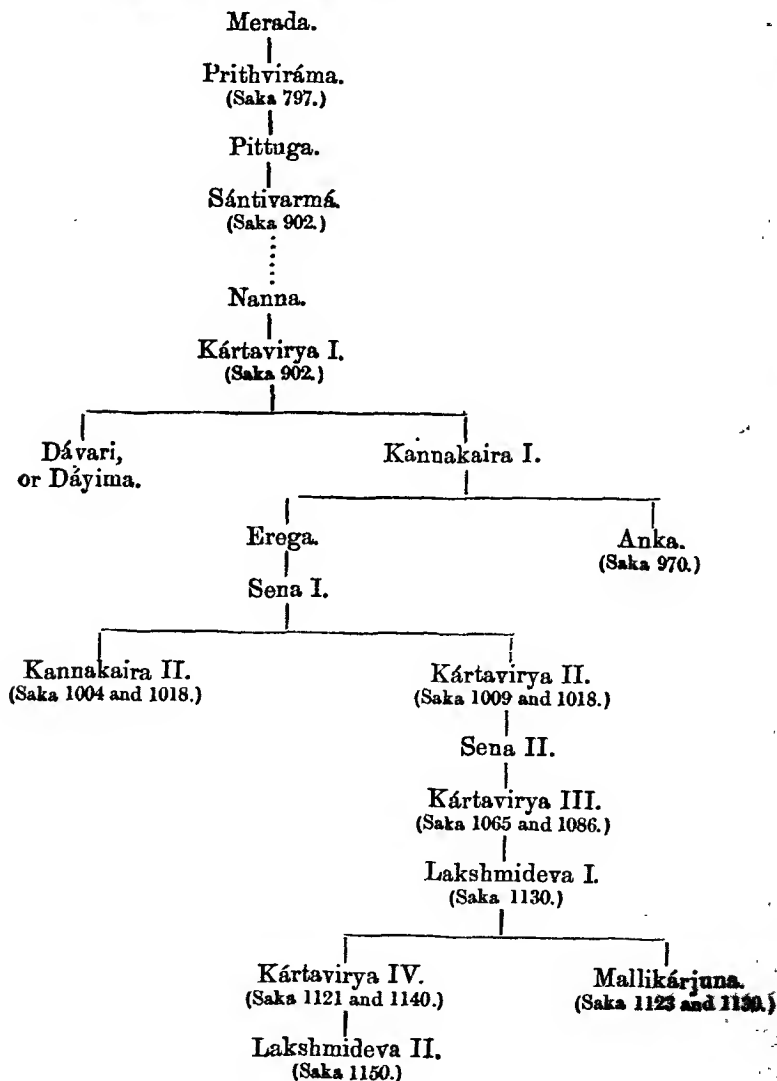 Merada.
Prithviráma.
(Saka 797.)
Pittuga.
Sántivarmá.
(Saka 902.)
Nanna.
Kártavirya I.
(Saka 902.)
Dávari,
or Dáyima.
Kannakaira I.
Erega.
Anka.
(Saka 970.)
Sena I.
Kannakaira II.
(Saka 1004 and 1018.)
Kártavirya II.
(Saka 1009 and 1018.)
Sena II.
Kártavirya III.
(Saka 1065 and 1086.)
Lakshmideva I.
(Saka 1130.)
Kártavirya IV.
(Saka 1121 and 1140.)
Mallikárjuna.
(Saka 1123 and 1130.)
Lakshmideva II.
(Saka 1150.)